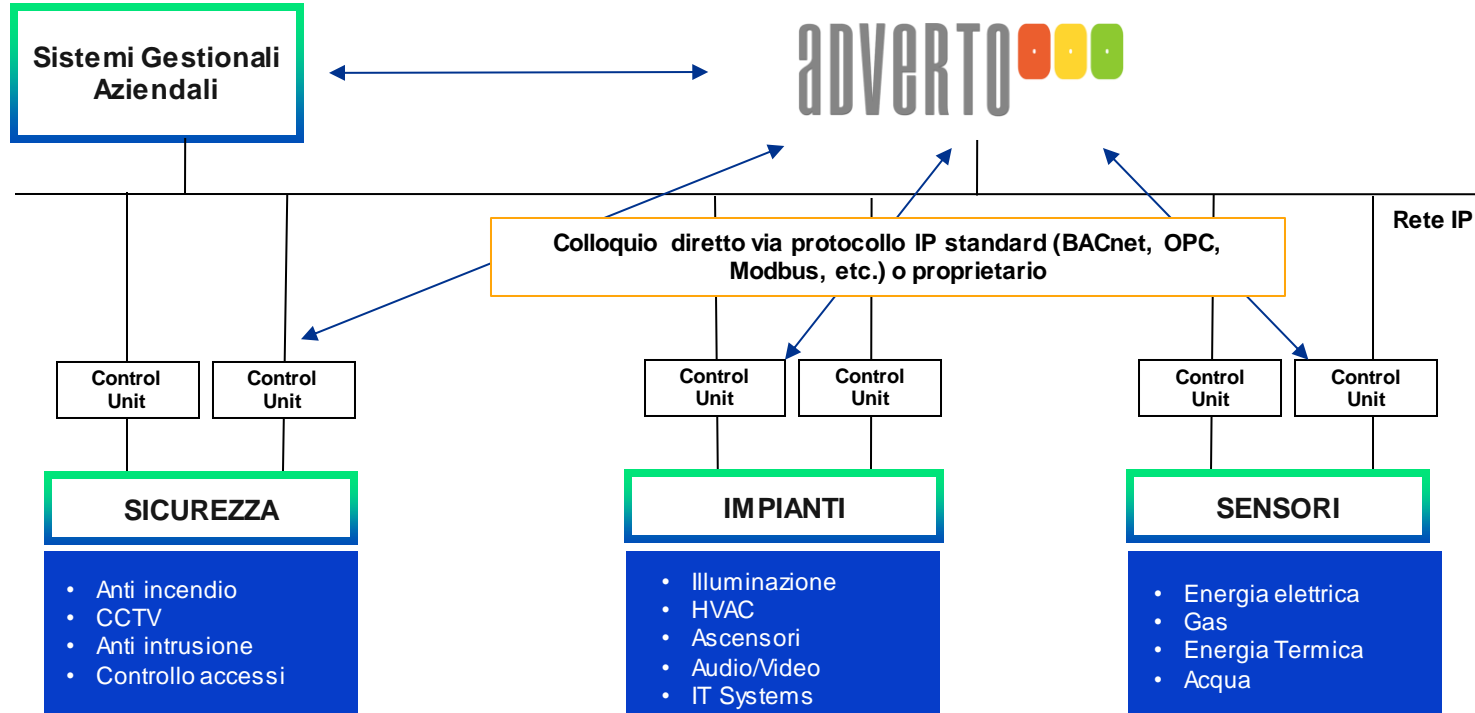 Sistemi Gestionali
Aziendali
aDVERTO
Rete IP
Colloquio diretto via protocollo IP standard (BACnet, OPC,
Modbus, etc.) o proprietario
Control
Unit
Control
Unit
Control
Unit
Control
Unit
Control
Unit
Control
Unit
SICUREZZA
• Anti incendio
• CCTV
• Anti intrusione
• Controllo accessi
IMPIANTI
• Illuminazione
• HVAC
• Ascensori
• Audio/Video
• IT Systems
SENSORI
• Energia elettrica
• Gas
• Energia Termica
• Acqua